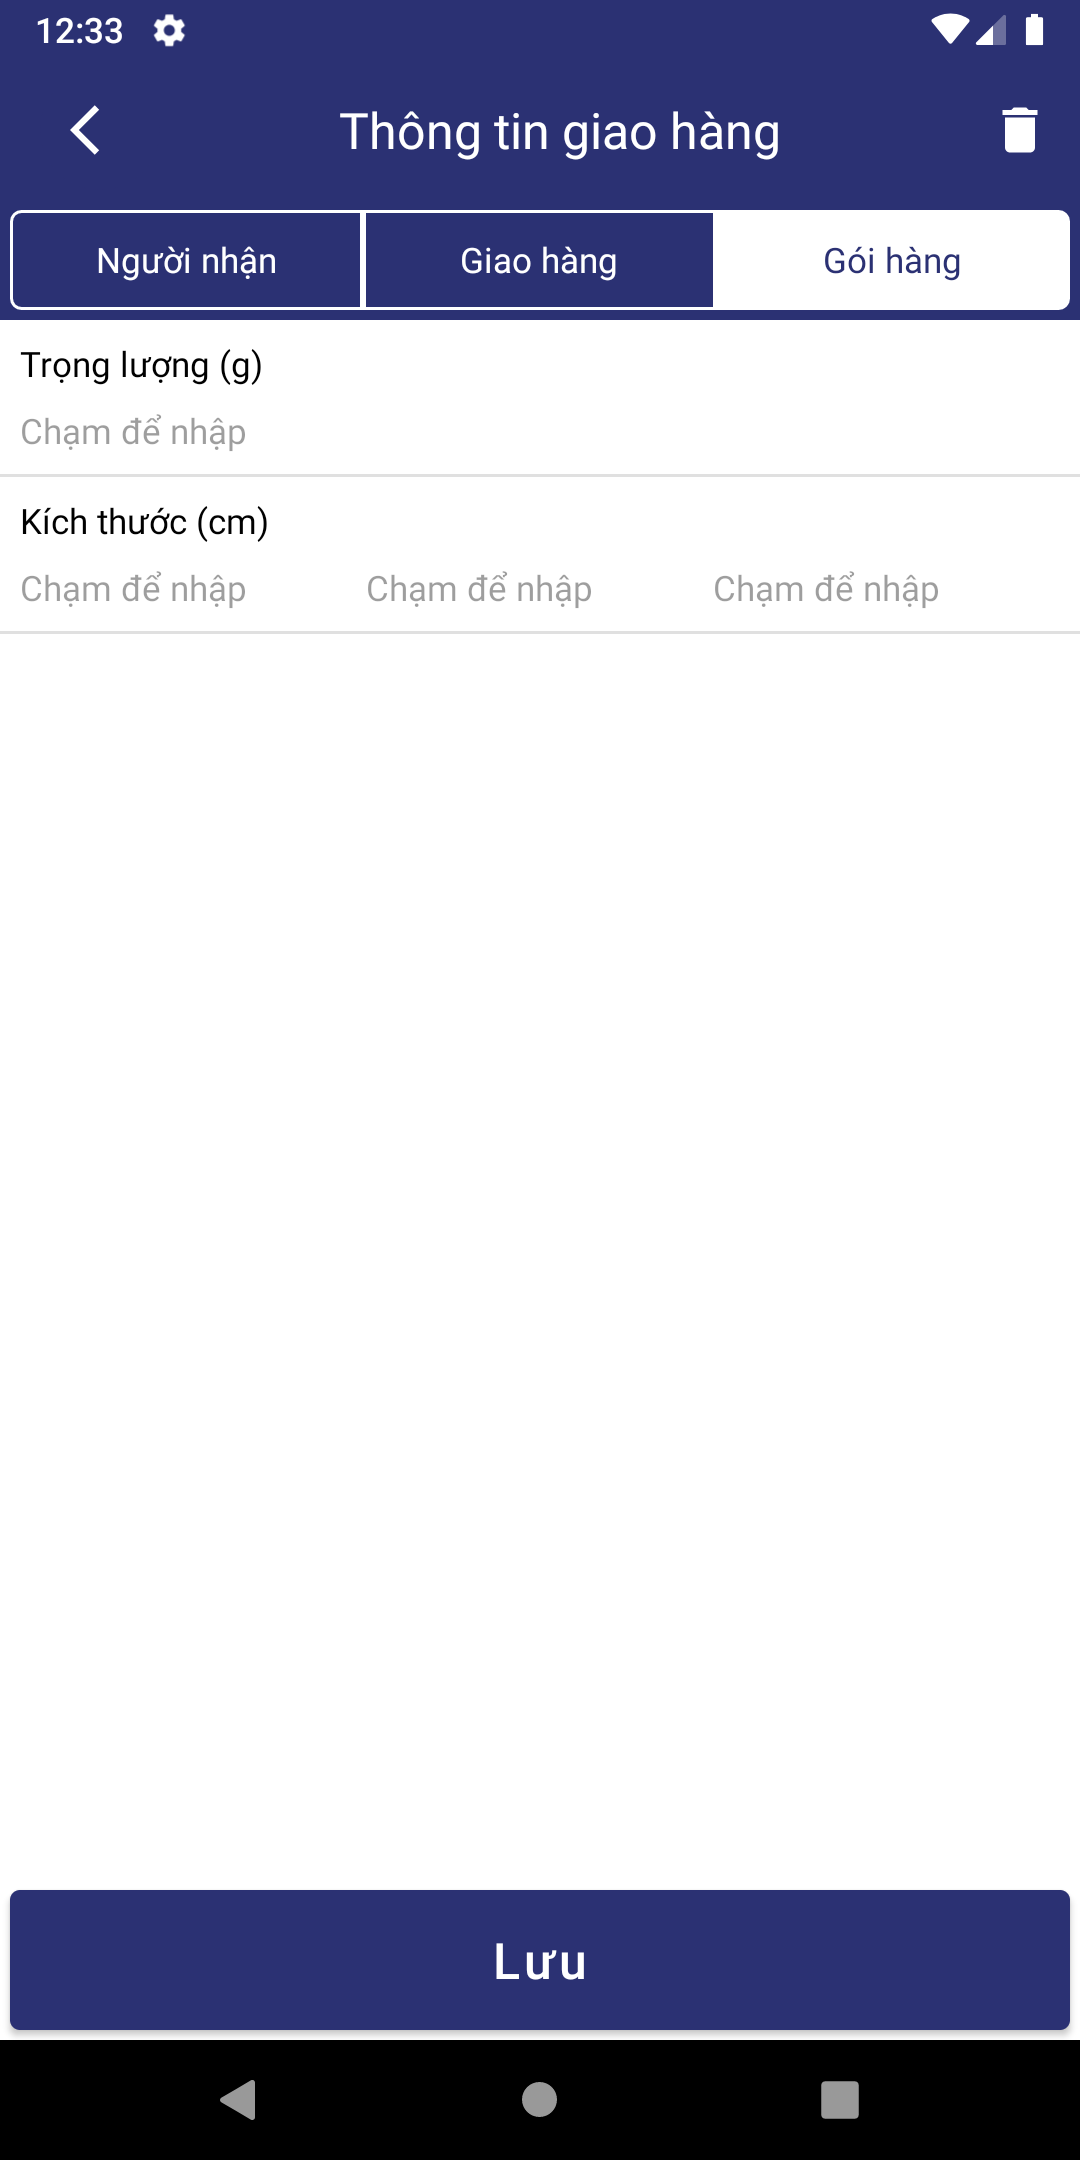 12:33
Thông tin giao hàng
Người nhận Giao hàng Gói hàng
Trọng lượng (g)
Chạm để nhập
Kích thước (cm)
Chạm để nhập Chạm để nhập Chạm để nhập
Lưu